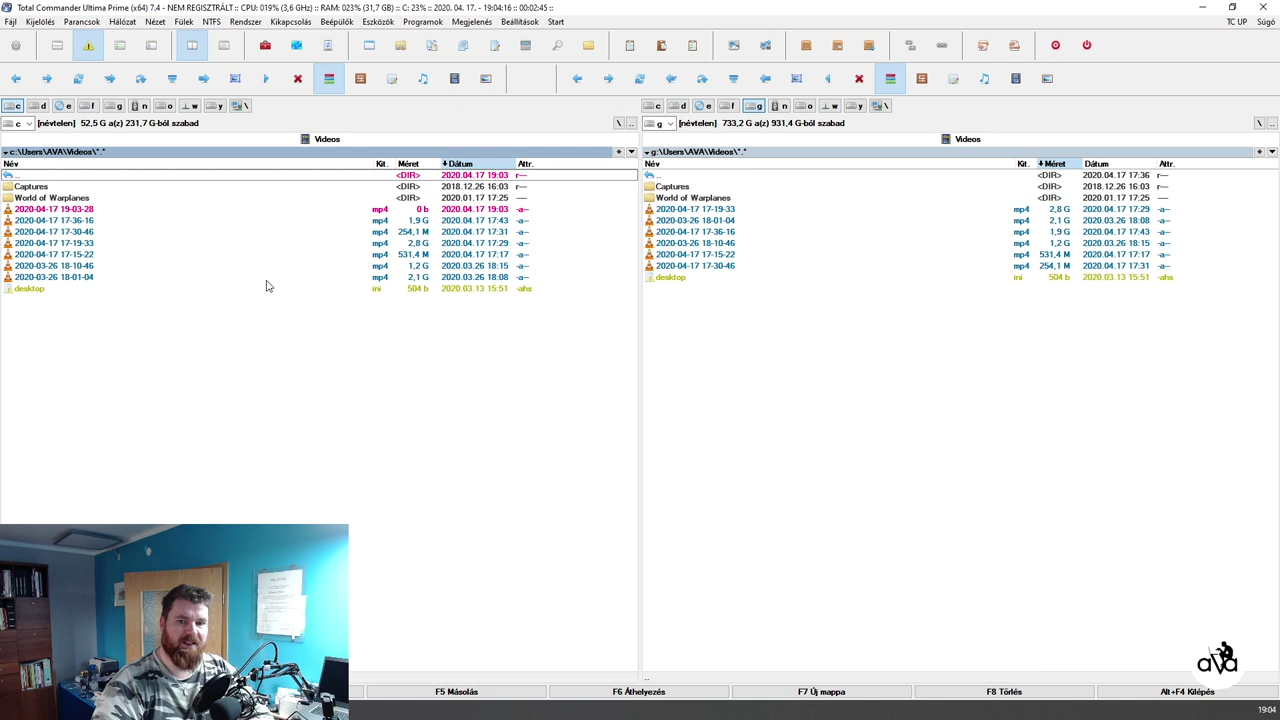 Total Commander Ultima Prime (x64) 7.4 - NEM REGISZTRÁLT :: CPU: 019% (3,6 GHz) :: RAM: 023% (31,7 GB) :: C: 23% :: 2020. 04. 17. - 19:04:16 :: 00:02:45 ::
Fájl Kijelölés Parancsok Hálózat Nézet Fülek NTFS Rendszer Kikapcsolás Beépülők Eszközök Programok Megjelenés Beállítások Start TC UP Súgó
c d e f g n o w y \ c d e f g n o w y \
c [névtelen] 52,5 G a(z) 231,7 G-ból szabad \ .. g [névtelen] 733,2 G a(z) 931,4 G-ból szabad \ ..
Videos Videos
c:\Users\AVA\Videos\*.* * g:\Users\AVA\Videos\*.* *
Név Kit. Méret Dátum Attr. Név Kit. Méret Dátum Attr.
.. <DIR> 2020.04.17 19:03 r— .. <DIR> 2020.04.17 17:36 r—
Captures <DIR> 2018.12.26 16:03 — Captures <DIR> 2018.12.26 16:03 —
World of Warplanes <DIR> 2020.01.17 17:25 — World of Warplanes <DIR> 2020.01.17 17:25 —
2020-04-17 19-03-28 mp4 0 b 2020.04.17 19:03 -a— 2020-04-17 17-19-33 mp4 2,8 G 2020.04.17 17:29 -a—
2020-04-17 17-36-16 mp4 1,9 G 2020.04.17 17:43 -a— 2020-03-26 18-01-04 mp4 2,1 G 2020.03.26 18:08 -a—
2020-04-17 17-30-46 mp4 254,1 M 2020.04.17 17:31 -a— 2020-04-17 17-36-16 mp4 1,9 G 2020.04.17 17:43 -a—
2020-04-17 17-19-33 mp4 2,8 G 2020.04.17 17:29 -a— 2020-03-26 18-10-46 mp4 1,2 G 2020.03.26 18:15 -a—
2020-04-17 17-15-22 mp4 531,4 M 2020.04.17 17:17 -a— 2020-04-17 17-15-22 mp4 531,4 M 2020.04.17 17:17 -a—
2020-03-26 18-10-46 mp4 1,2 G 2020.03.26 18:15 -a— 2020-04-17 17-30-46 mp4 254,1 M 2020.04.17 17:31 -a—
2020-03-26 18-01-04 mp4 2,1 G 2020.03.26 18:08 -a— desktop ini 504 b 2020.03.13 15:51 -ahs
desktop ini 504 b 2020.03.13 15:51 -ahs
..
ava
F5 Másolás F6 Áthelyezés F7 Új mappa F8 Törlés Alt+F4 Kilépés
19:04